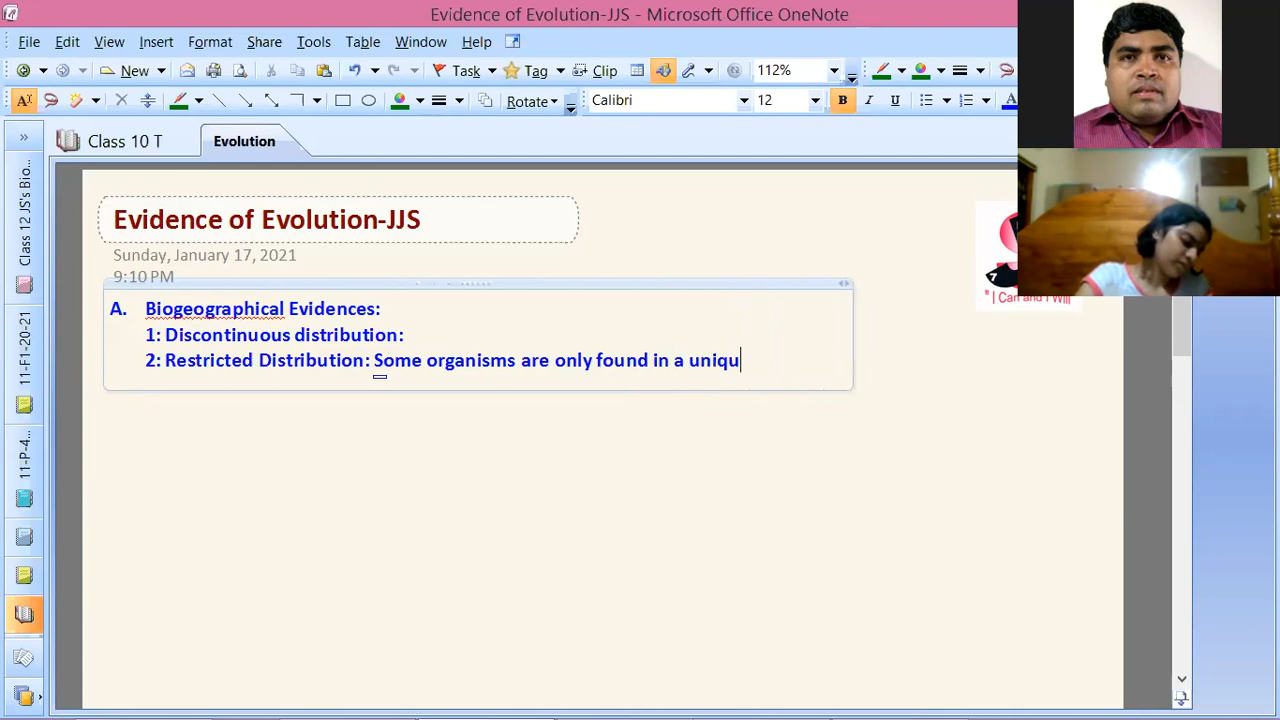 Evidence of Evolution-JJS - Microsoft Office OneNote
File Edit View Insert Format Share Tools Table Window Help
New Task Tag Clip 112%
Rotate Calibri 12 B I U A
» Class 10 T Evolution
Class 12 JS's Bio...
11-F1-20-21
11-P-4...
Evidence of Evolution-JJS
Sunday, January 17, 2021
9:10 PM
A. Biogeographical Evidences:
1: Discontinuous distribution:
2: Restricted Distribution: Some organisms are only found in a uniqu
7
" I Can and I Will